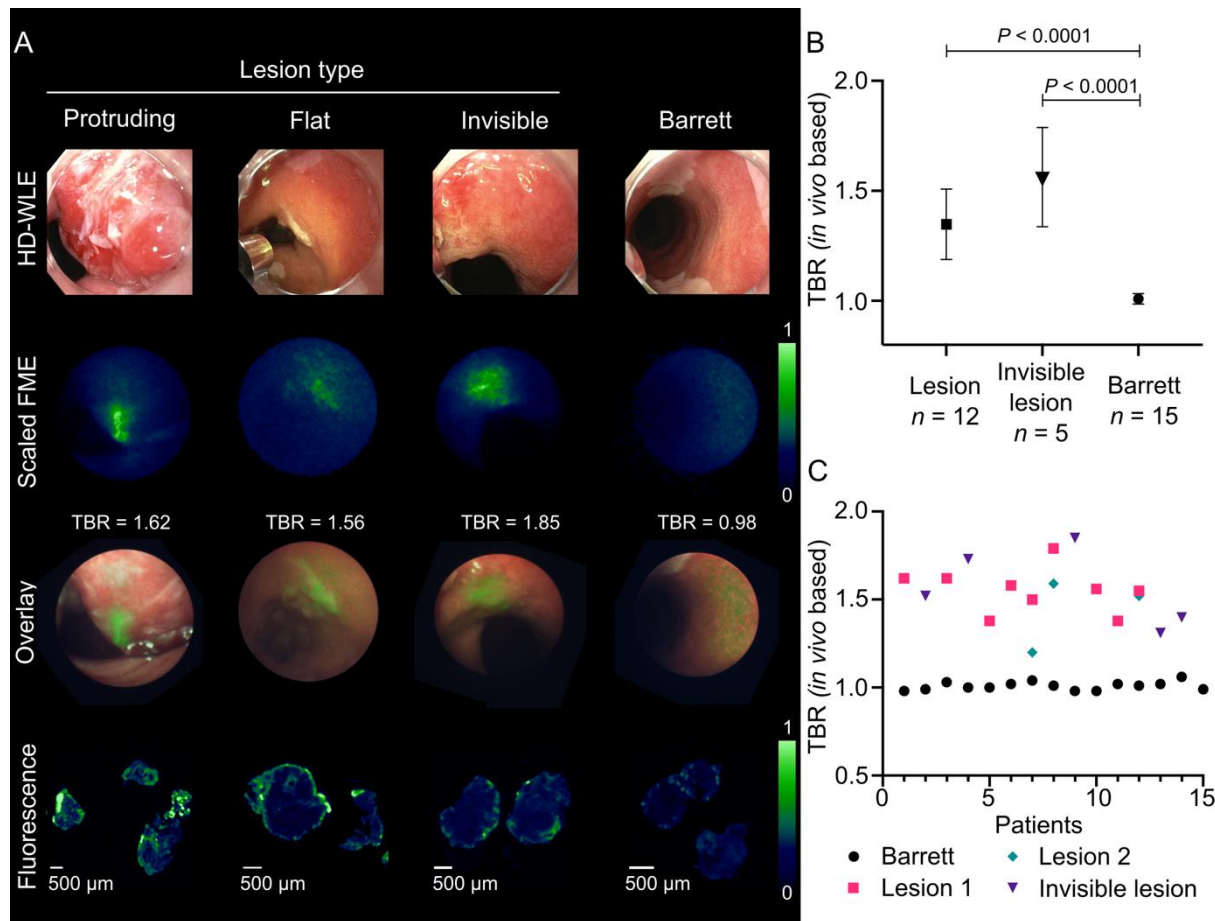 A
Lesion type
Protruding Flat Invisible Barrett
HD-WLE
Scaled FME
1
0
TBR = 1.62 TBR = 1.56 TBR = 1.85 TBR = 0.98
Overlay
Fluorescence
1
0
500 µm 500 µm 500 µm 500 µm
B
P < 0.0001
P < 0.0001
TBR (in vivo based)
2.0
1.5
1.0
Lesion
n = 12
Invisible
lesion
n = 5
Barrett
n = 15
C
TBR (in vivo based)
2.0
1.5
1.0
0.5
0 5 10 15
Patients
Barrett Lesion 2
Lesion 1 Invisible lesion